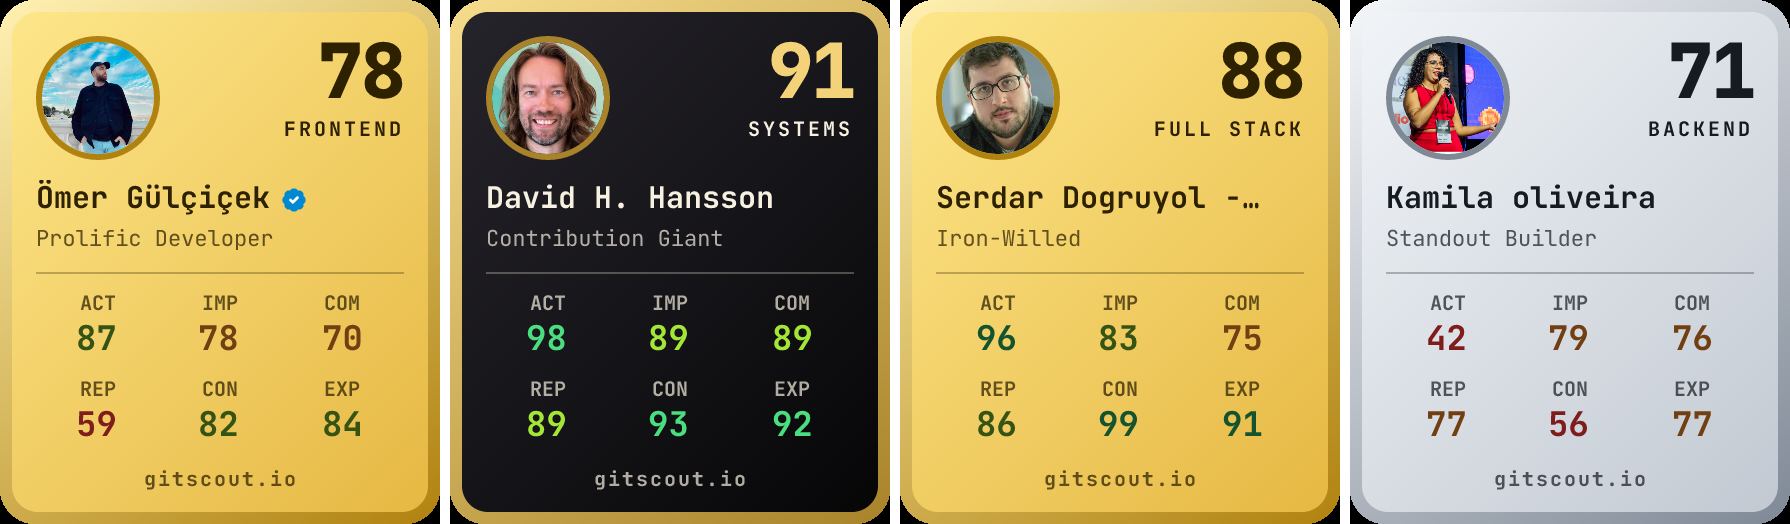 78
FRONTEND
Ömer Gülçiçek
Prolific Developer
ACT IMP COM
87 78 70
REP CON EXP
59 82 84
gitscout.io
91
SYSTEMS
David H. Hansson
Contribution Giant
ACT IMP COM
98 89 89
REP CON EXP
89 93 92
gitscout.io
88
FULL STACK
Serdar Dogruyol -…
Iron-Willed
ACT IMP COM
96 83 75
REP CON EXP
86 99 91
gitscout.io
71
BACKEND
Kamila oliveira
Standout Builder
ACT IMP COM
42 79 76
REP CON EXP
77 56 77
gitscout.io